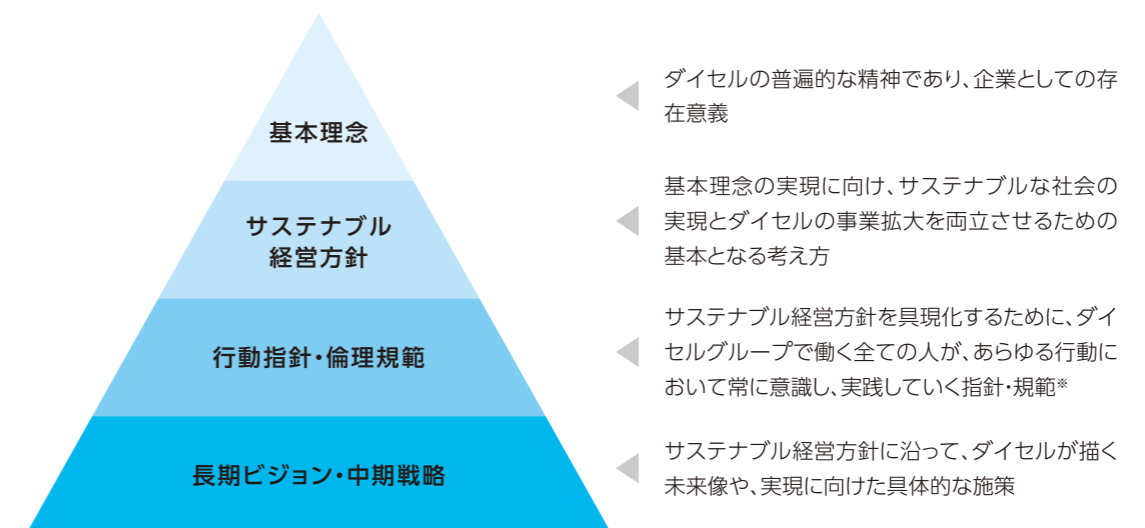 基本理念
ダイセルの普遍的な精神であり、企業としての存
在意義
サステナブル
経営方針
基本理念の実現に向け、サステナブルな社会の
実現とダイセルの事業拡大を両立させるための
基本となる考え方
行動指針・倫理規範
サステナブル経営方針を具現化するために、ダイ
セルグループで働く全ての人が、あらゆる行動に
おいて常に意識し、実践していく指針・規範※
長期ビジョン・中期戦略
サステナブル経営方針に沿って、ダイセルが描く
未来像や、実現に向けた具体的な施策